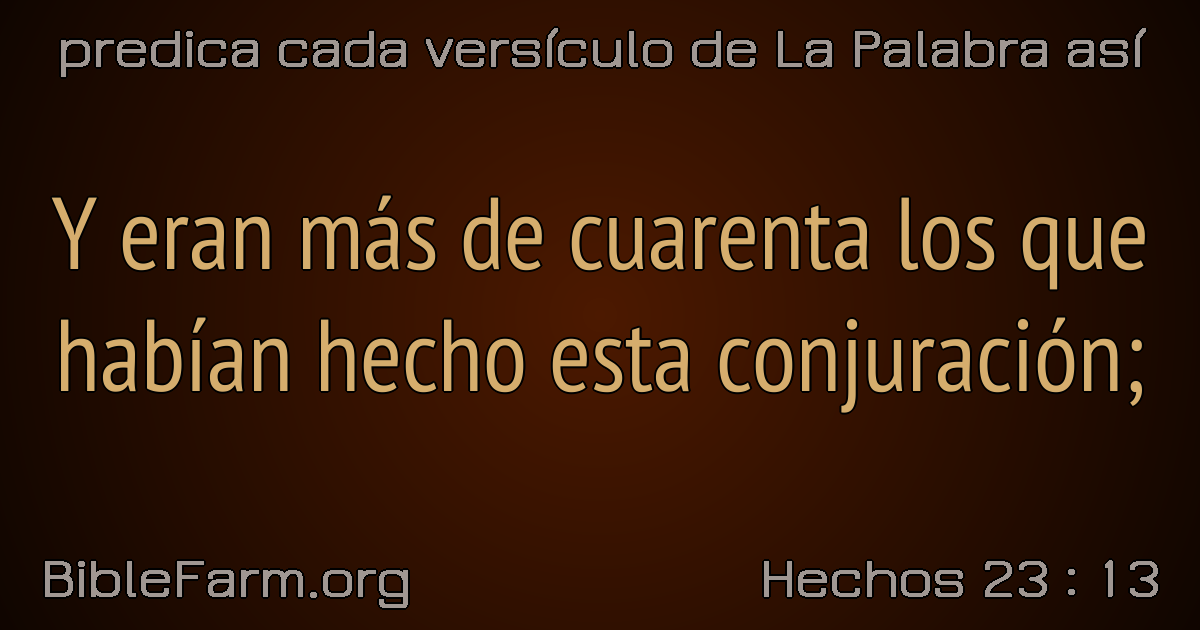 predica cada versículo de La Palabra así
Y eran más de cuarenta los que
habían hecho esta conjuración;
BibleFarm.org
Hechos 23 : 13